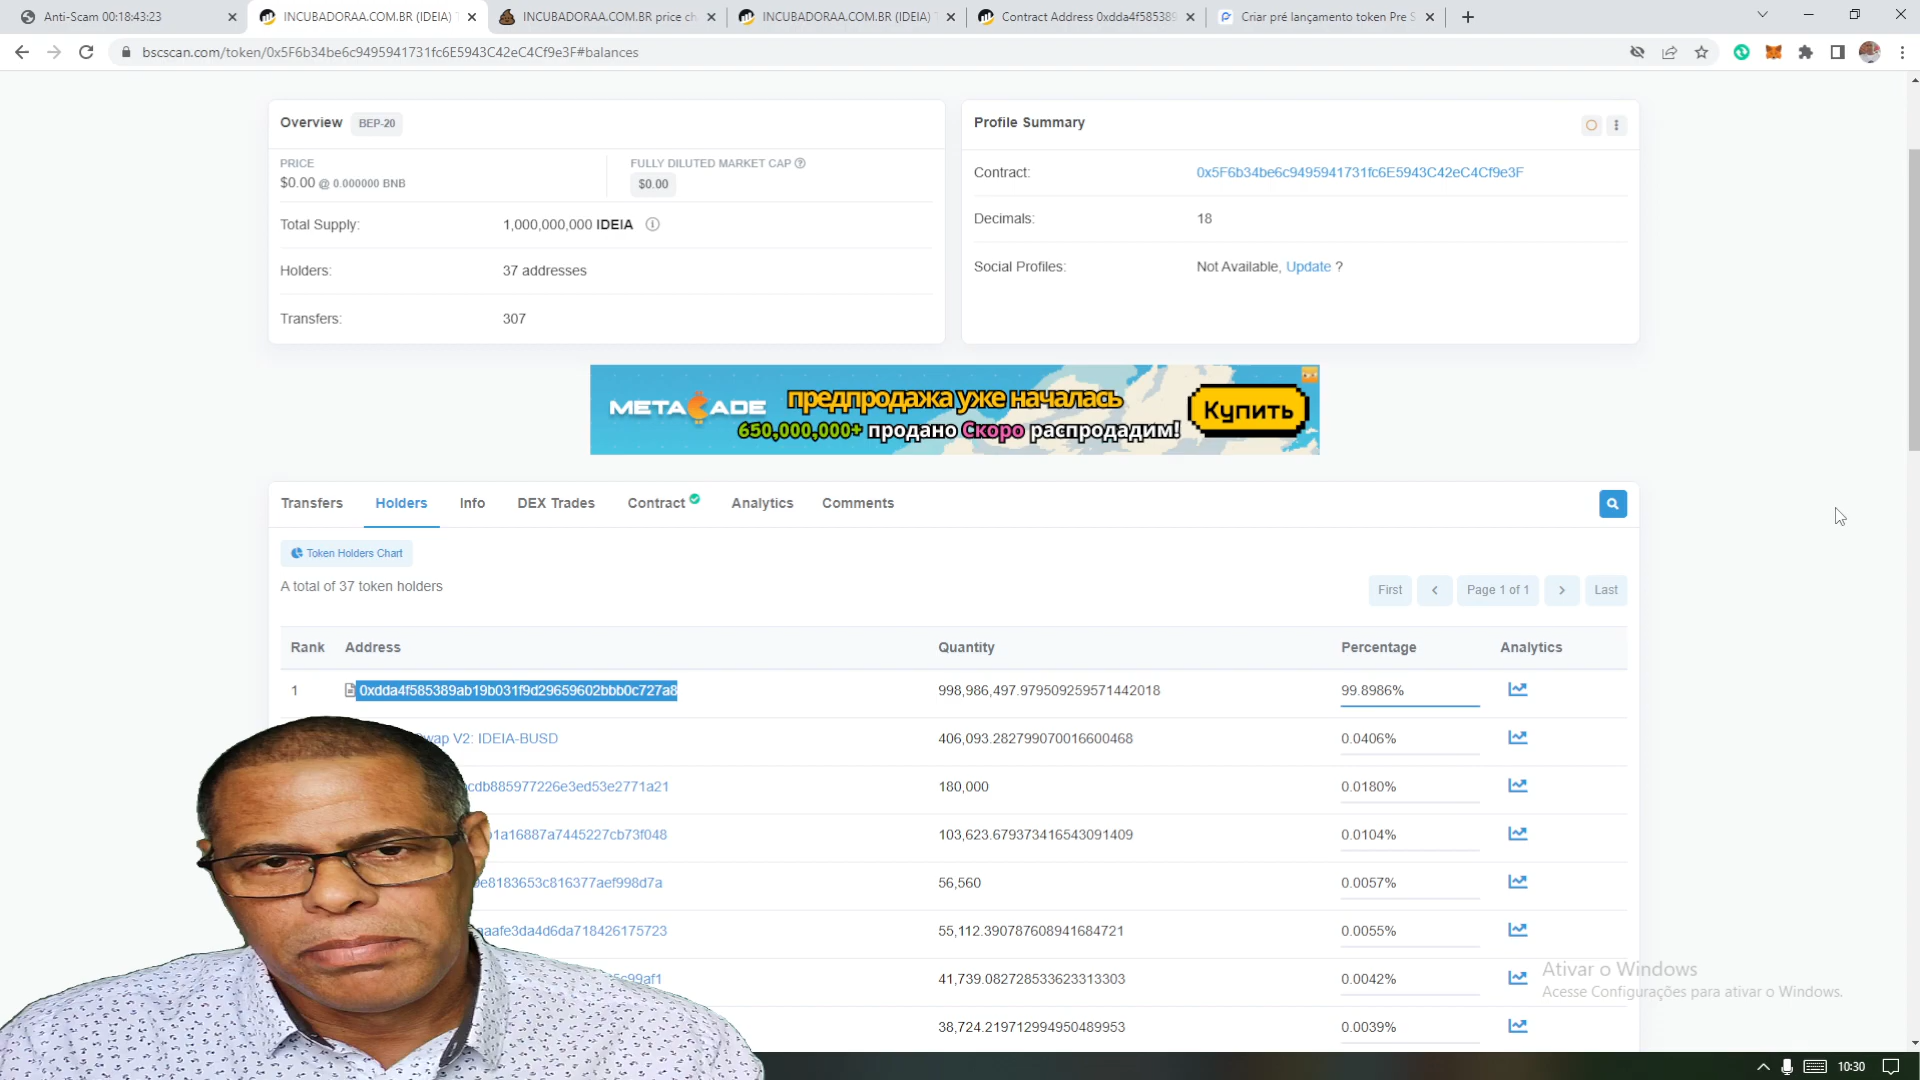 Anti-Scam 00:18:43:23
INCUBADORAA.COM.BR (IDEIA)
INCUBADORAA.COM.BR price ch
INCUBADORAA.COM.BR (IDEIA)
Contract Address 0xdda4f585389
Criar pré lançamento token Pre S
bscscan.com/token/0x5F6b34be6c9495941731fc6E5943C42eC4Cf9e3F#balances
Overview BEP-20
PRICE
$0.00 @ 0.000000 BNB
FULLY DILUTED MARKET CAP
$0.00
Total Supply: 1,000,000,000 IDEIA
Holders: 37 addresses
Transfers: 307
Profile Summary
Contract: 0x5F6b34be6c9495941731fc6E5943C42eC4Cf9e3F
Decimals: 18
Social Profiles: Not Available, Update ?
METACADE
предпродажа уже началась
650,000,000+ продано Скоро распродадим!
Купить
Transfers Holders Info DEX Trades Contract Analytics Comments
Token Holders Chart
A total of 37 token holders
First Page 1 of 1 Last
Rank Address Quantity Percentage Analytics
1 0xdda4f585389ab19b031f9d29659602bbb0c727a8 998,986,497.979509259571442018 99.8986%
wap V2: IDEIA-BUSD 406,093.282799070016600468 0.0406%
cdb885977226e3ed53e2771a21 180,000 0.0180%
1a16887a7445227cb73f048 103,623.679373416543091409 0.0104%
e8183653c816377aef998d7a 56,560 0.0057%
aafe3da4d6da718426175723 55,112.390787608941684721 0.0055%
c99af1 41,739.082728533623313303 0.0042%
38,724.219712994950489953 0.0039%
Ativar o Windows
Acesse Configurações para ativar o Windows.
10:30